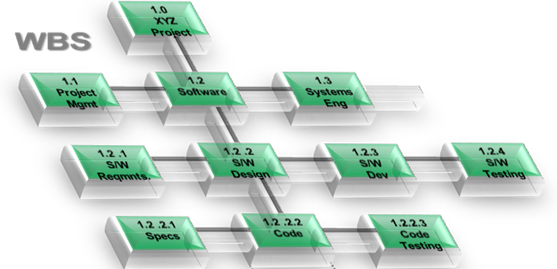 1.0
XYZ
Project
WBS
1.1
Project
Mgmt
1.2
Software
1.3
Systems
Eng
1.2 .1
S/W
Reqmnts.
1.2 .2
S/W
Design
1.2.3
S/W
Dev
1.2.4
S/W
Testing
1.2 .2.1
Specs
1.2 .2.2
Code
1.2.2.3
Code
Testing